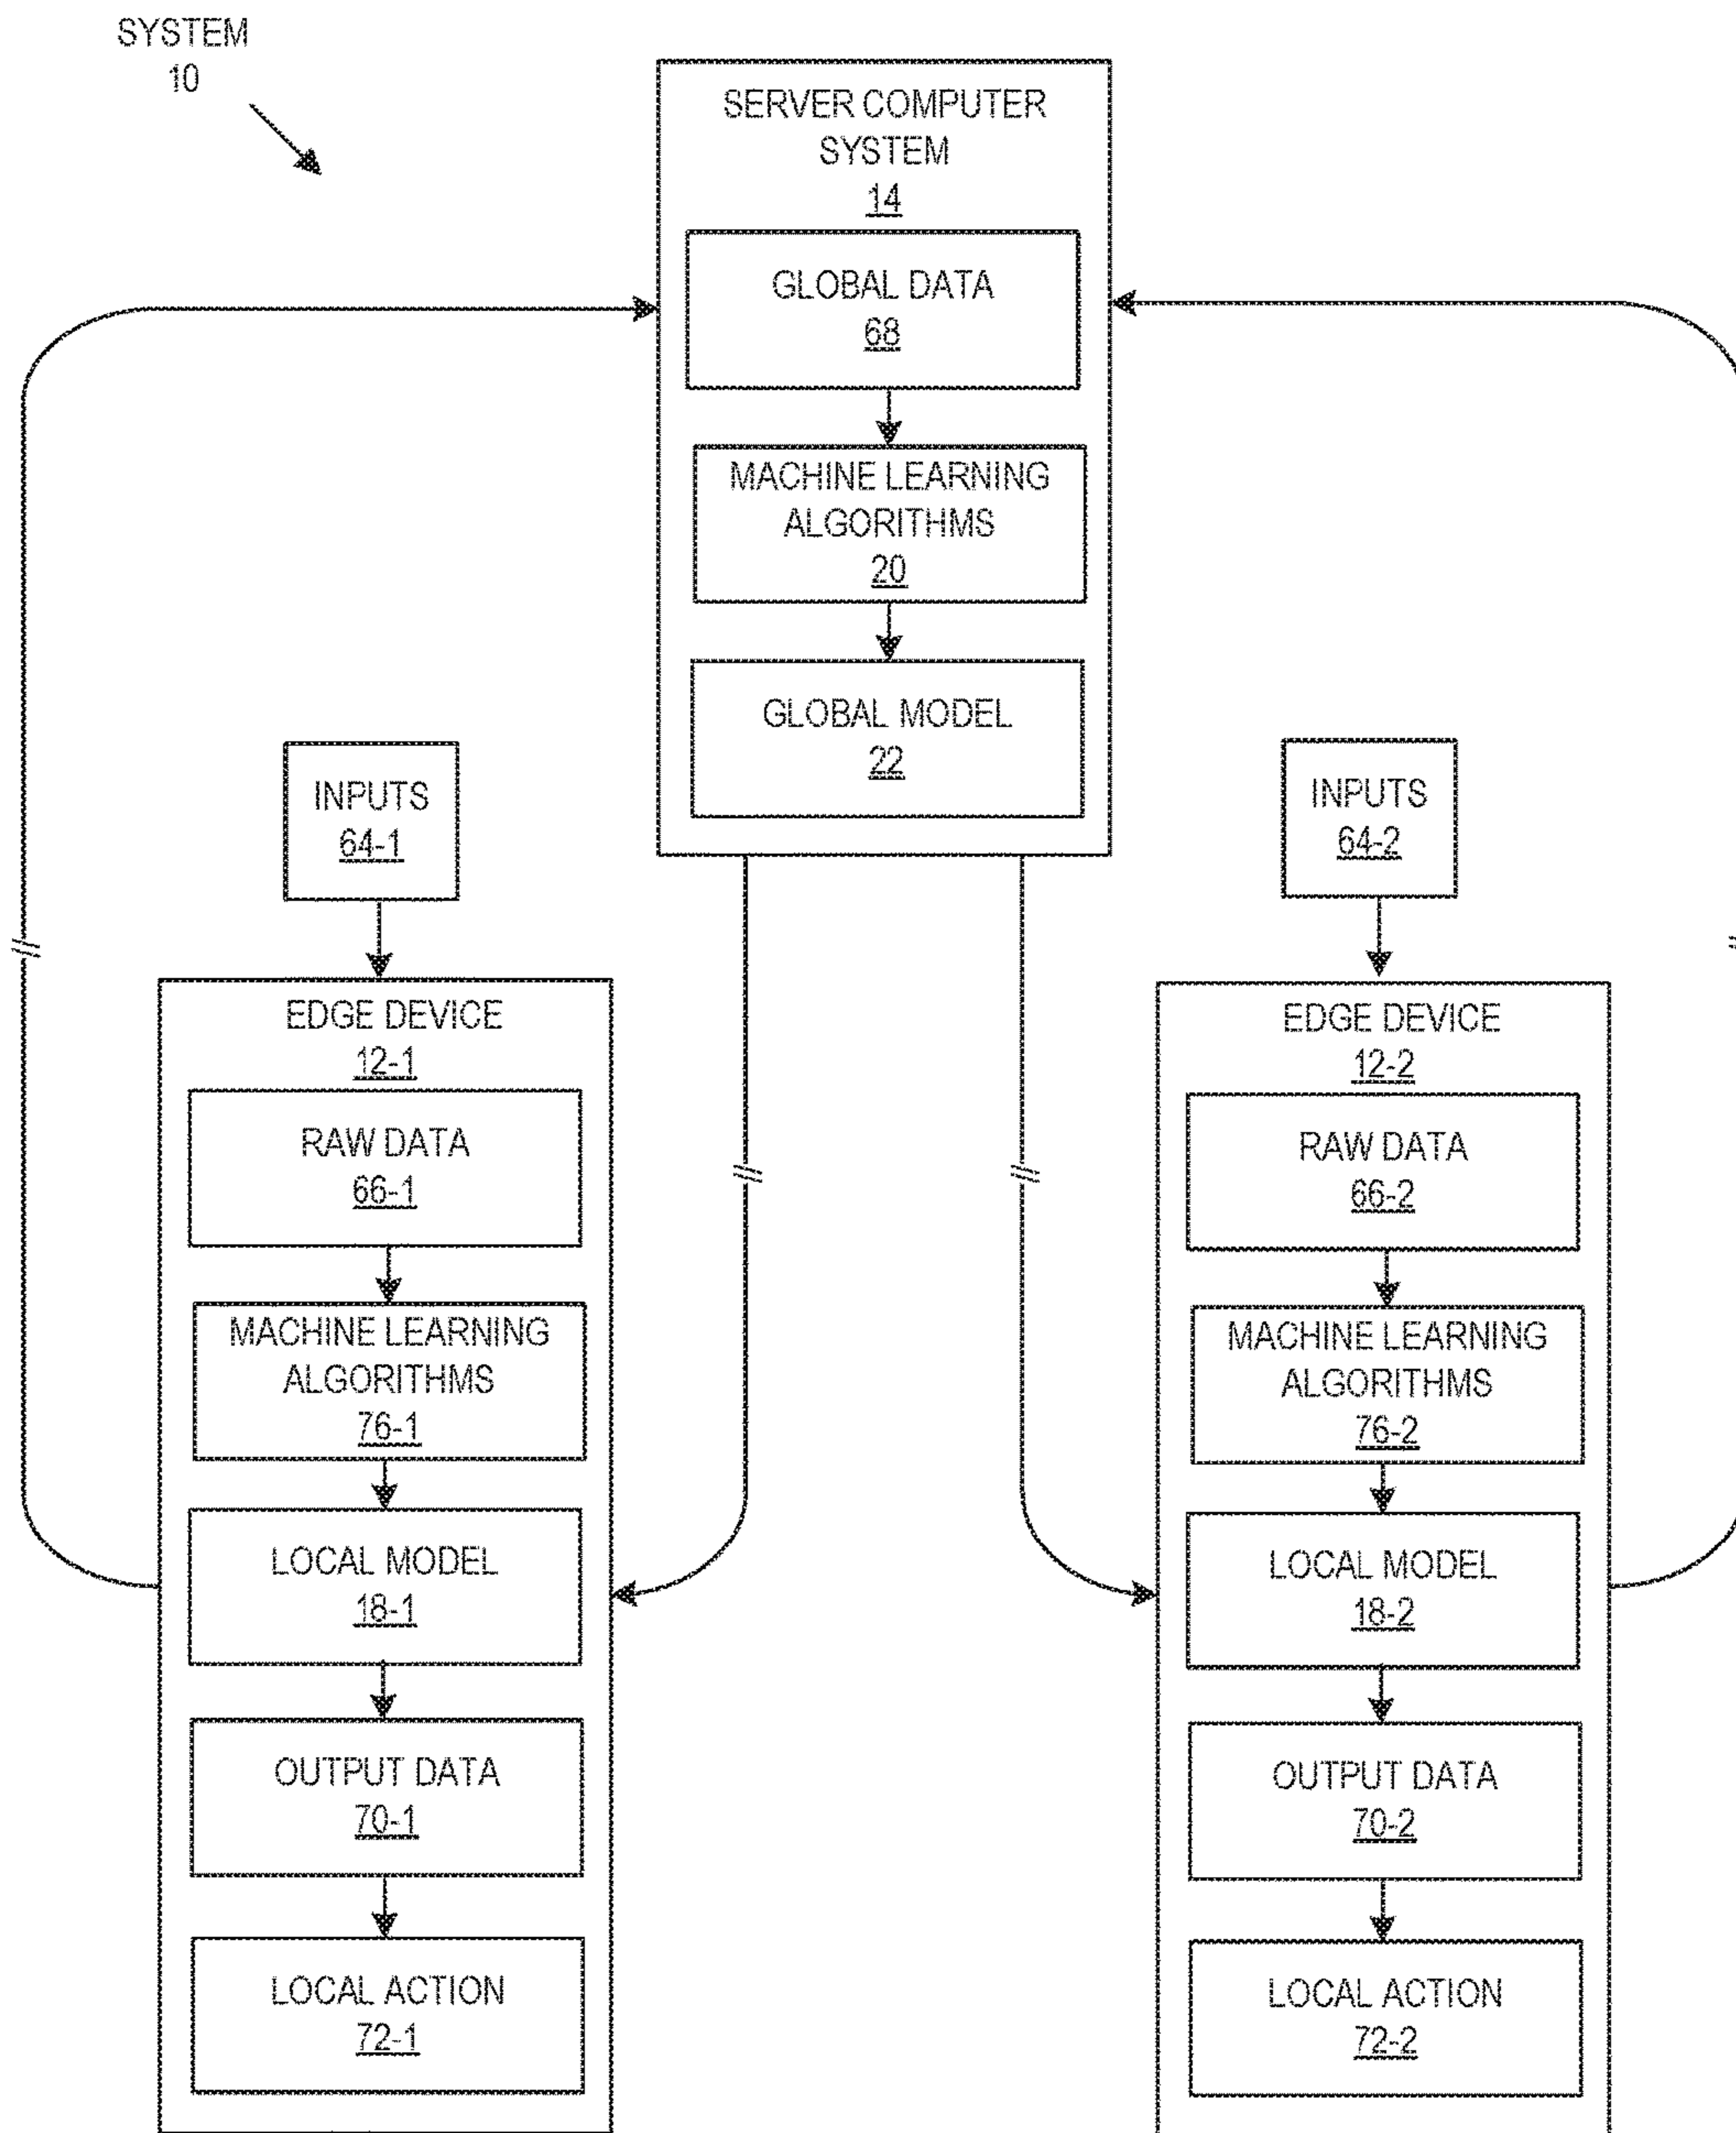 SYSTEM
10
SERVER COMPUTER
SYSTEM
14
GLOBAL DATA
68
MACHINE LEARNING
ALGORITHMS
20
GLOBAL MODEL
22
INPUTS
64-1
INPUTS
64-2
EDGE DEVICE
12-1
RAW DATA
66-1
MACHINE LEARNING
ALGORITHMS
76-1
LOCAL MODEL
18-1
OUTPUT DATA
70-1
LOCAL ACTION
72-1
EDGE DEVICE
12-2
RAW DATA
66-2
MACHINE LEARNING
ALGORITHMS
76-2
LOCAL MODEL
18-2
OUTPUT DATA
70-2
LOCAL ACTION
72-2